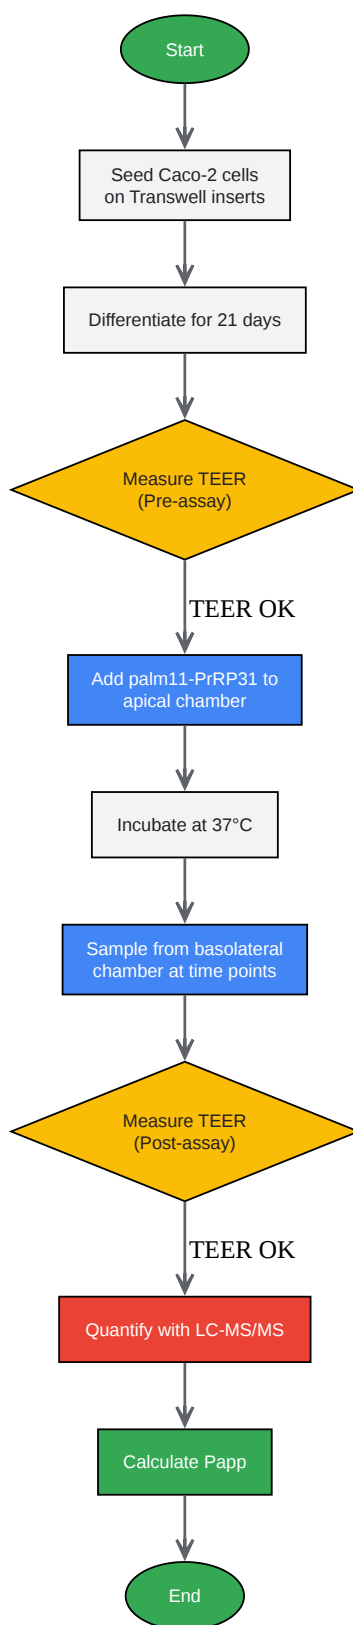 Start
Seed Caco-2 cells
on Transwell inserts
Differentiate for 21 days
Measure TEER
(Pre-assay)
TEER OK
Add palm11-PrRP31 to
apical chamber
Incubate at 37°C
Sample from basolateral
chamber at time points
Measure TEER
(Post-assay)
TEER OK
Quantify with LC-MS/MS
Calculate Papp
End